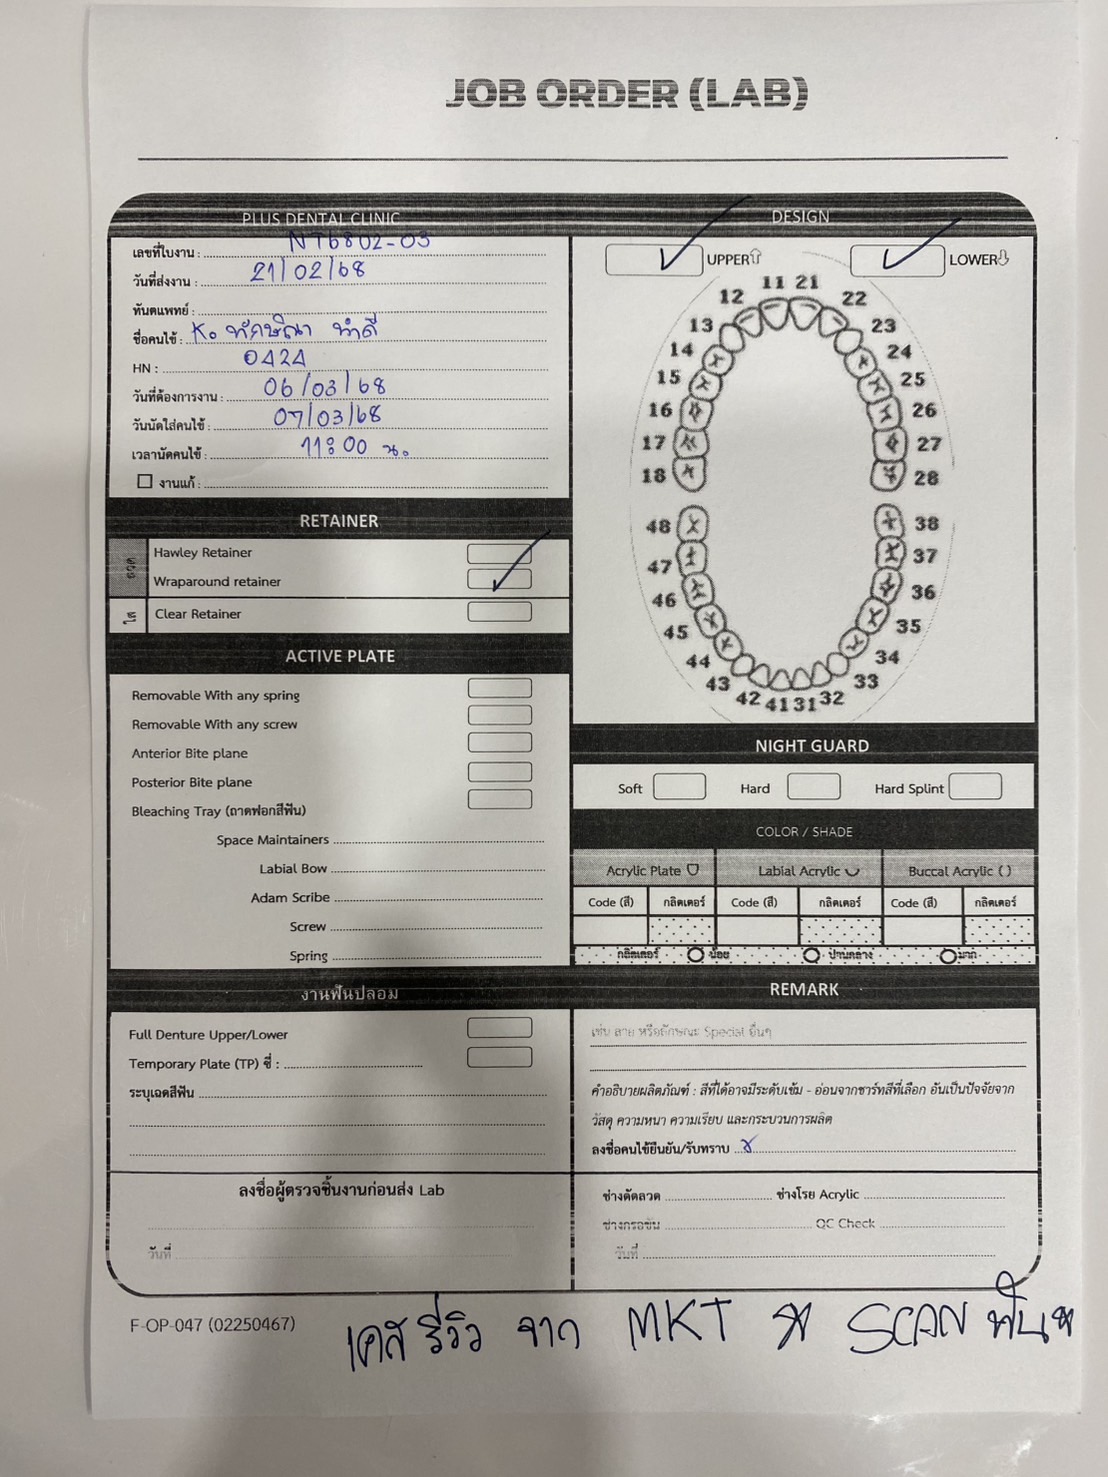 JOB ORDER (LAB)
PLUS DENTAL CLINIC
เลขที่ใบงาน : NT6802-03
วันที่ส่งงาน : 21/02/68
ทันตแพทย์ :
ชื่อคนไข้ : K. ทักษิณา ทำดี
HN : 0424
วันที่ต้องการงาน : 06/03/68
วันนัดใส่คนไข้ : 07/03/68
เวลานัดคนไข้ : 11:00 น.
งานแก้ :
DESIGN
UPPER
LOWER
11 21
12 22
13 23
14 24
15 25
16 26
17 27
18 28
48 38
47 37
46 36
45 35
44 34
43 33
42 41 31 32
RETAINER
ลวด
Hawley Retainer
Wraparound retainer
ใส
Clear Retainer
ACTIVE PLATE
Removable With any spring
Removable With any screw
Anterior Bite plane
Posterior Bite plane
Bleaching Tray (ถาดฟอกสีฟัน)
Space Maintainers
Labial Bow
Adam Scribe
Screw
Spring
NIGHT GUARD
Soft Hard Hard Splint
COLOR / SHADE
Acrylic Plate Labial Acrylic Buccal Acrylic ( )
Code (สี) กลิตเตอร์ Code (สี) กลิตเตอร์ Code (สี) กลิตเตอร์
กลิตเตอร์ น้อย ปานกลาง มาก
งานฟันปลอม
Full Denture Upper/Lower
Temporary Plate (TP) ซี่ :
ระบุเฉดสีฟัน
REMARK
เช่น ลาย หรือลักษณะ Special อื่นๆ
คำอธิบายผลิตภัณฑ์ : สีที่ได้อาจมีระดับเข้ม - อ่อนจากชาร์ทสีที่เลือก อันเป็นปัจจัยจาก
วัสดุ ความหนา ความเรียบ และกระบวนการผลิต
ลงชื่อคนไข้ยืนยัน/รับทราบ x
ลงชื่อผู้ตรวจชิ้นงานก่อนส่ง Lab
วันที่
ช่างดัดลวด ช่างโรย Acrylic
ช่างกรอขัน QC Check
วันที่
F-OP-047 (02250467)
เคสรีวิว จาก MKT * SCAN ฟัน *